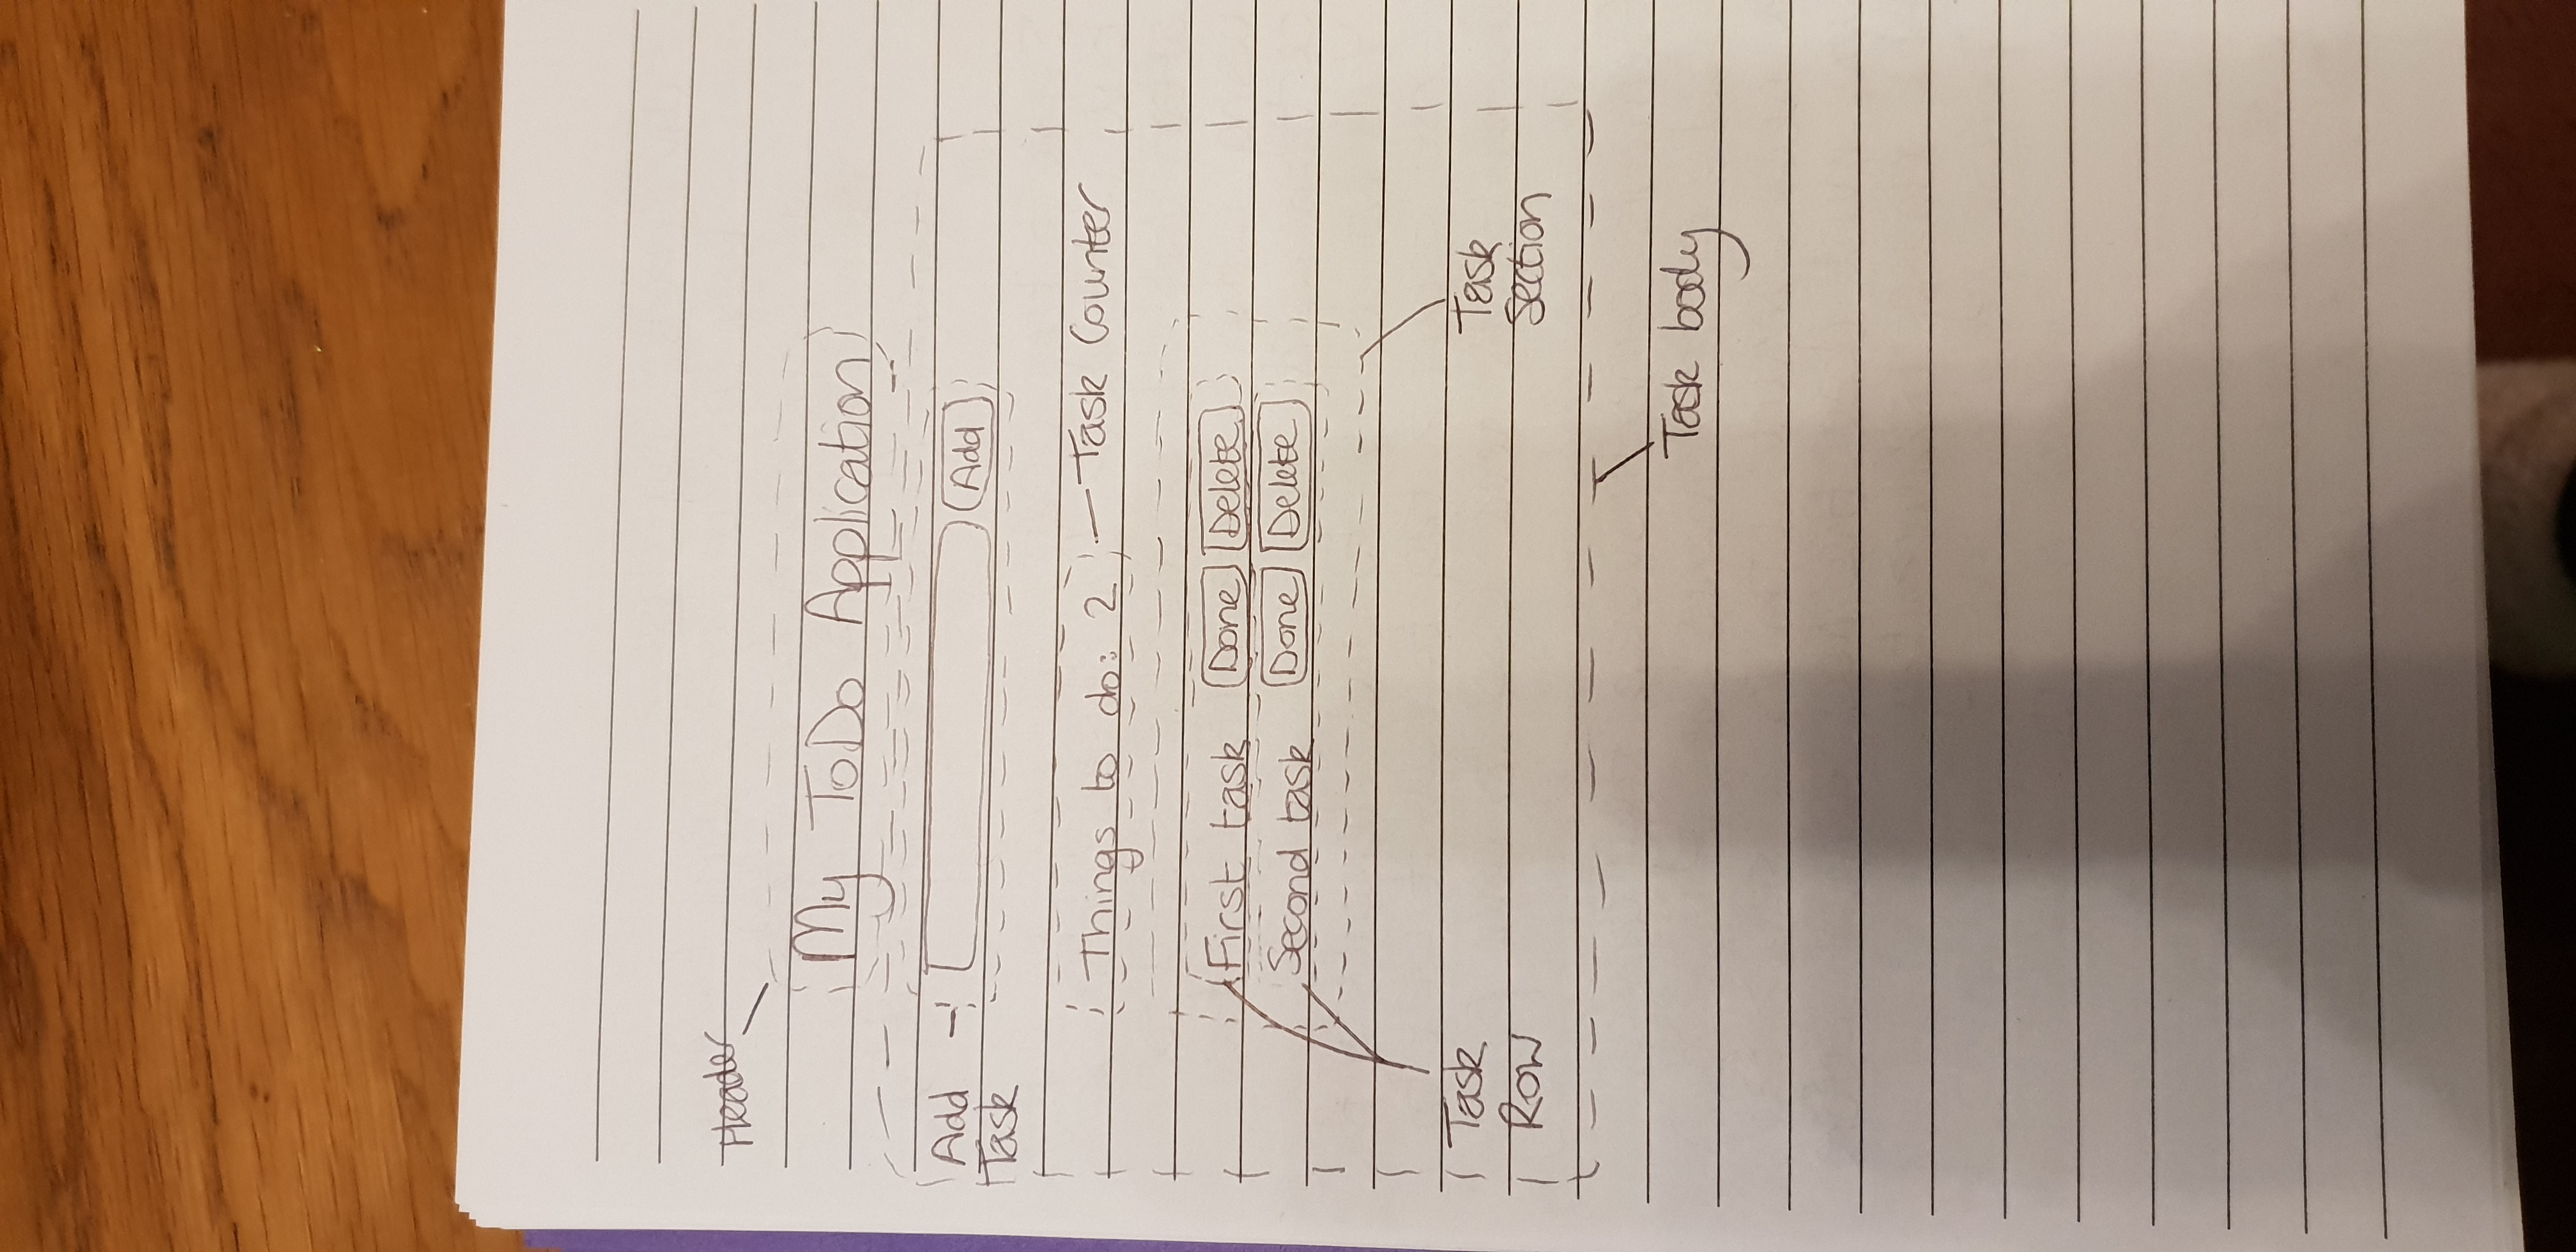 Header
My ToDo Application
Add Task
Add
Things to do: 2
Task Counter
First task Done Delete
Second task Done Delete
Task Row
Task Section
Task body